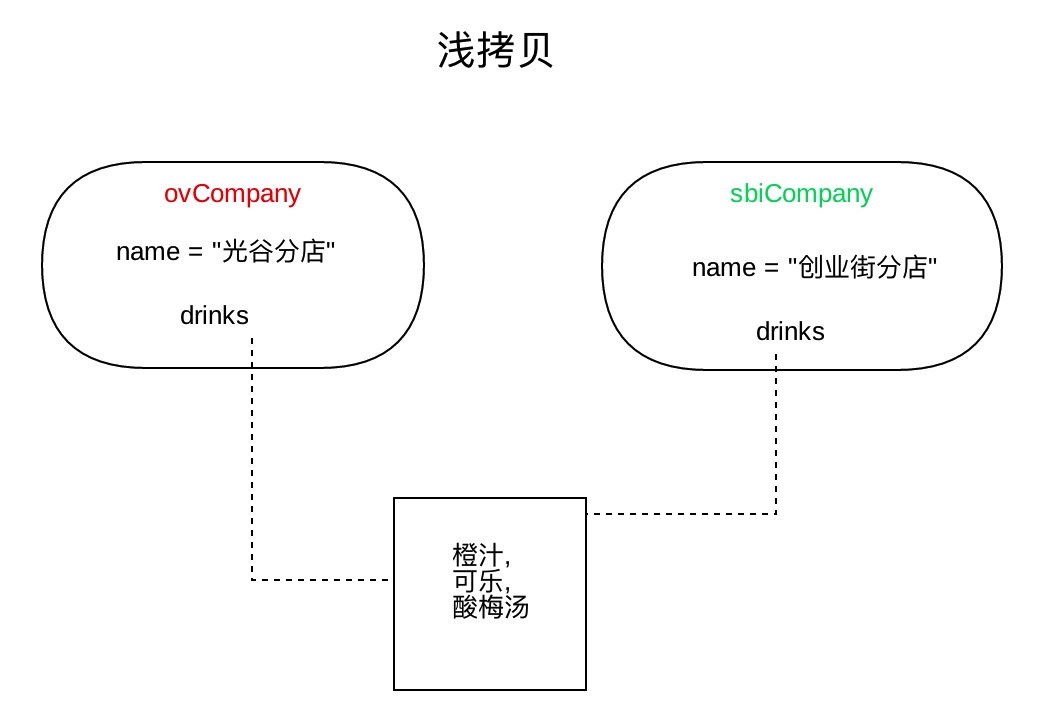 浅拷贝
ovCompany
name = "光谷分店"
drinks
sbiCompany
name = "创业街分店"
drinks
橙汁,
可乐,
酸梅汤